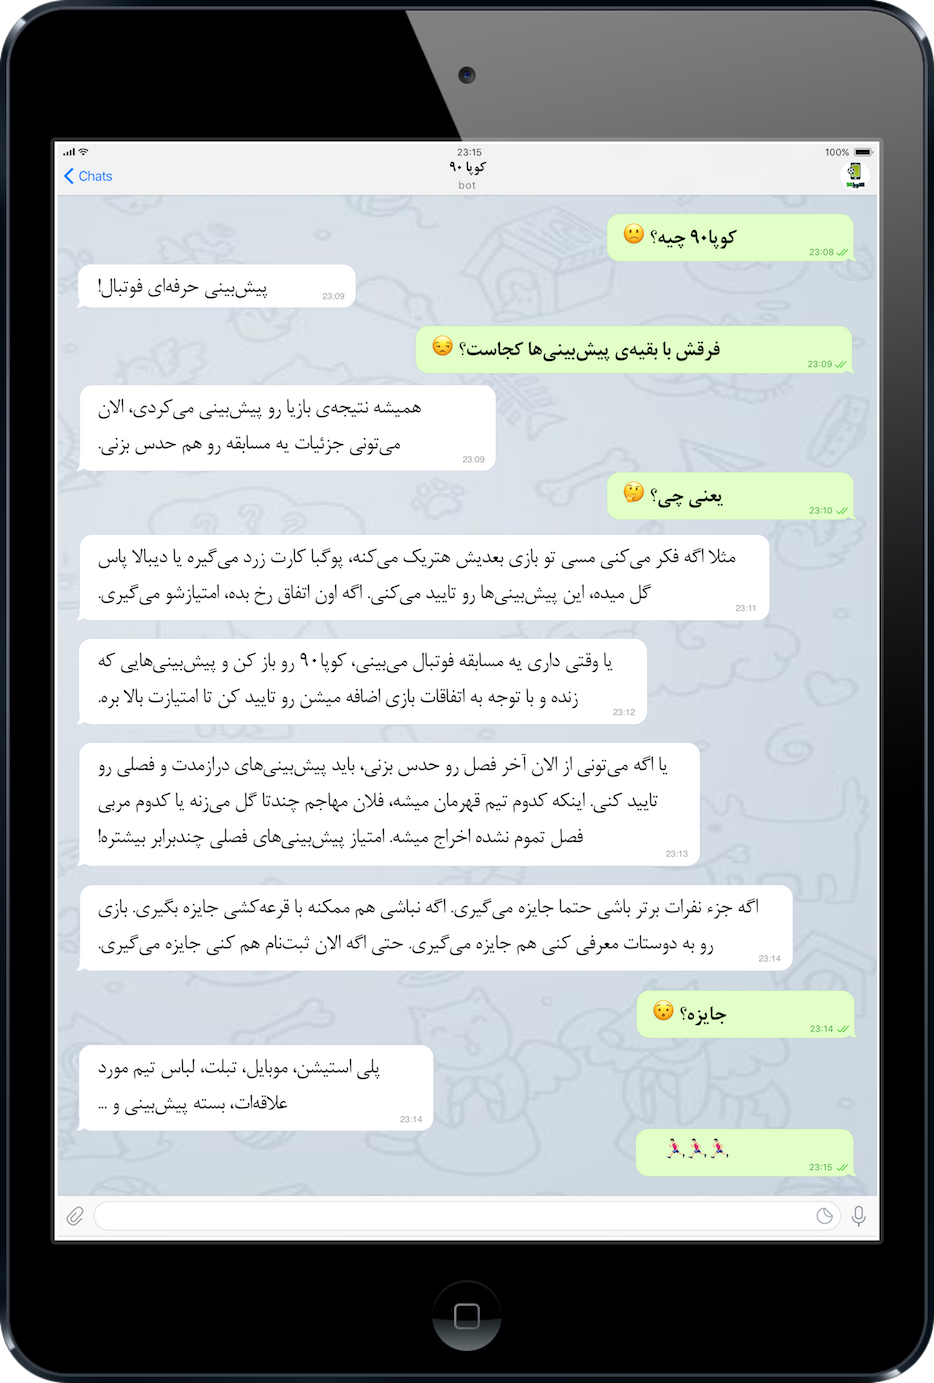 23:15
100%
Chats
کوپا ۹۰
bot
کوپا۹۰ چیه؟ 🙁
23:08
پیش‌بینی حرفه‌ای فوتبال!
23:09
فرقش با بقیه‌ی پیش‌بینی‌ها کجاست؟ 😒
23:09
همیشه نتیجه‌ی بازیا رو پیش‌بینی می‌کردی، الان
می‌تونی جزئیات یه مسابقه رو هم حدس بزنی.
23:09
یعنی چی؟ 🤔
23:10
مثلا اگه فکر می‌کنی مسی تو بازی بعدیش هتریک می‌کنه، پوگبا کارت زرد می‌گیره یا دیبالا پاس
گل میده، این پیش‌بینی‌ها رو تایید می‌کنی. اگه اون اتفاق رخ بده، امتیازشو می‌گیری.
23:11
یا وقتی داری یه مسابقه فوتبال می‌بینی، کوپا۹۰ رو باز کن و پیش‌بینی‌هایی که
زنده و با توجه به اتفاقات بازی اضافه میشن رو تایید کن تا امتیازت بالا بره.
23:12
یا اگه می‌تونی از الان آخر فصل رو حدس بزنی، باید پیش‌بینی‌های درازمدت و فصلی رو
تایید کنی. اینکه کدوم تیم قهرمان میشه، فلان مهاجم چندتا گل می‌زنه یا کدوم مربی
فصل تموم نشده اخراج میشه. امتیاز پیش‌بینی‌های فصلی چندبرابر بیشتره!
23:13
اگه جزء نفرات برتر باشی حتما جایزه می‌گیری. اگه نباشی هم ممکنه با قرعه‌کشی جایزه بگیری. بازی
رو به دوستات معرفی کنی هم جایزه می‌گیری. حتی اگه الان ثبت‌نام هم کنی جایزه می‌گیری.
23:14
جایزه؟ 😯
23:14
پلی استیشن، موبایل، تبلت، لباس تیم مورد
علاقه‌ات، بسته پیش‌بینی و ...
23:14
🏃🏃🏃
23:15